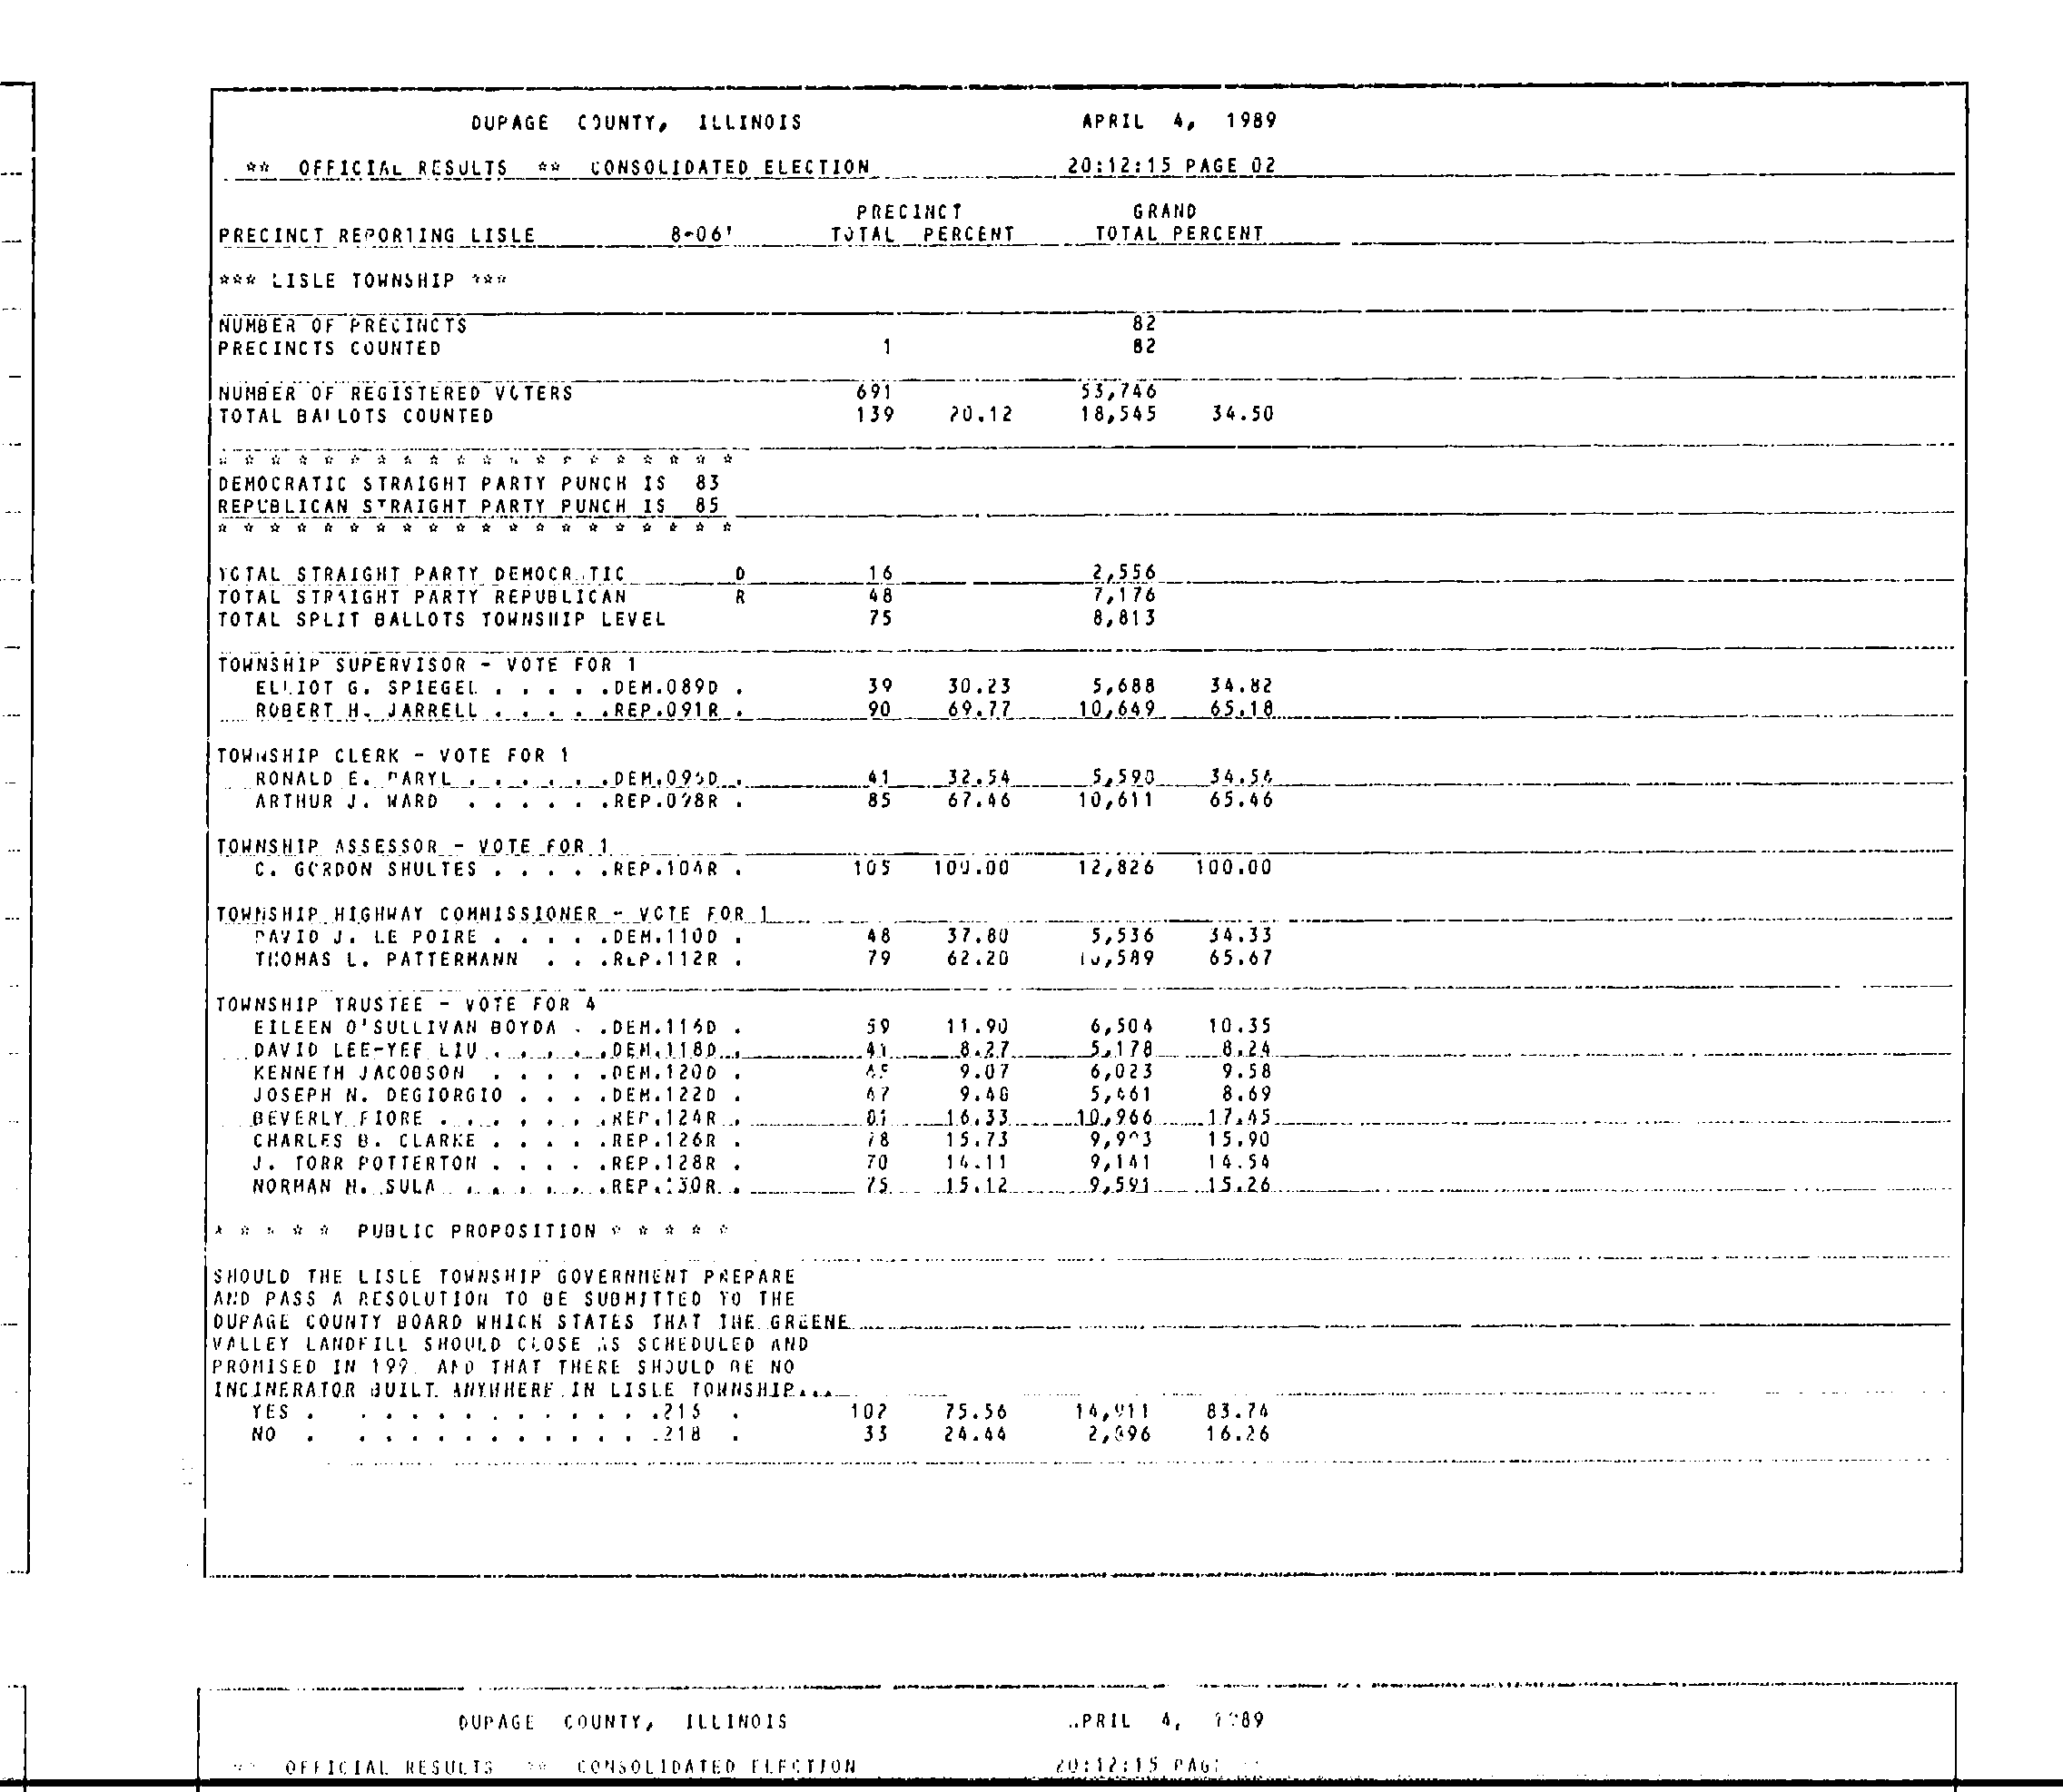 DUPAGE COUNTY, ILLINOIS APRIL 4, 1989
** OFFICIAL RESULTS ** CONSOLIDATED ELECTION 20:12:15 PAGE 02
PRECINCT GRAND
PRECINCT REPORTING LISLE TOTAL PERCENT TOTAL PERCENT
*** LISLE TOWNSHIP ***
NUMBER OF PRECINCTS 82
PRECINCTS COUNTED 1 82
NUMBER OF REGISTERED VOTERS 691 53,746
TOTAL BALLOTS COUNTED 139 20.12 18,545 34.50
* * * * * * * * * * * * * * * * * * * *
DEMOCRATIC STRAIGHT PARTY PUNCH IS 83
REPUBLICAN STRAIGHT PARTY PUNCH IS 85
* * * * * * * * * * * * * * * * * * * *
TOTAL STRAIGHT PARTY DEMOCRATIC D 16 2,556
TOTAL STRAIGHT PARTY REPUBLICAN R 48 7,176
TOTAL SPLIT BALLOTS TOWNSHIP LEVEL 75 8,813
TOWNSHIP SUPERVISOR - VOTE FOR 1
ELLIOT G. SPIEGEL . . . . .DEM.089D . 39 30.23 5,688 34.82
ROBERT H. JARRELL . . . . .REP.091R . 90 69.77 10,649 65.18
TOWNSHIP CLERK - VOTE FOR 1
RONALD E. . . . . . . 41 32.54 5,590 34.54
ARTHUR J. WARD . . . . . .REP.098R . 85 67.46 10,611 65.46
TOWNSHIP ASSESSOR - VOTE FOR 1
C. GORDON SHULTES . . . . .REP.104R . 105 100.00 12,826 100.00
TOWNSHIP HIGHWAY COMMISSIONER - VOTE FOR 1
DAVID J. LE POIRE . . . . .DEM.110D . 48 37.80 5,536 34.33
THOMAS L. PATTERMANN . . .REP.112R . 79 62.20 10,589 65.67
TOWNSHIP TRUSTEE - VOTE FOR 4
EILEEN O'SULLIVAN BOYDA . .DEM.116D . 59 11.90 6,504 10.35
DAVID LEE-YEE LIU . . . . .DEM.118D . 41 8.27 5,178 8.24
KENNETH JACOBSON . . . . .DEM.120D . 45 9.07 6,023 9.58
JOSEPH N. DEGIORGIO . . . .DEM.122D . 47 9.48 5,461 8.69
BEVERLY FIORE . . . . . . .REP.124R . 81 16.33 10,966 17.45
CHARLES B. CLARKE . . . . .REP.126R . 78 15.73 15.90
J. TORR POTTERTON . . . . .REP.128R . 70 14.11 9,141 14.54
NORMAN H. SULA . . . . . .REP.130R . 75 15.12 9,591 15.26
* * * * * PUBLIC PROPOSITION * * * * *
SHOULD THE LISLE TOWNSHIP GOVERNMENT PREPARE
AND PASS A RESOLUTION TO BE SUBMITTED TO THE
DUPAGE COUNTY BOARD WHICH STATES THAT THE GREENE
VALLEY LANDFILL SHOULD CLOSE AS SCHEDULED AND
PROMISED IN AND THAT THERE SHOULD BE NO
INCINERATOR BUILT ANYWHERE IN LISLE TOWNSHIP...
YES . . . . . . . . . . . . .216 . 102 75.56 14,911 83.74
NO . . . . . . . . . . . . .218 . 33 24.44 2,896 16.26
DUPAGE COUNTY, ILLINOIS APRIL 4, 1989
** OFFICIAL RESULTS ** CONSOLIDATED ELECTION 20:12:15 PAGE